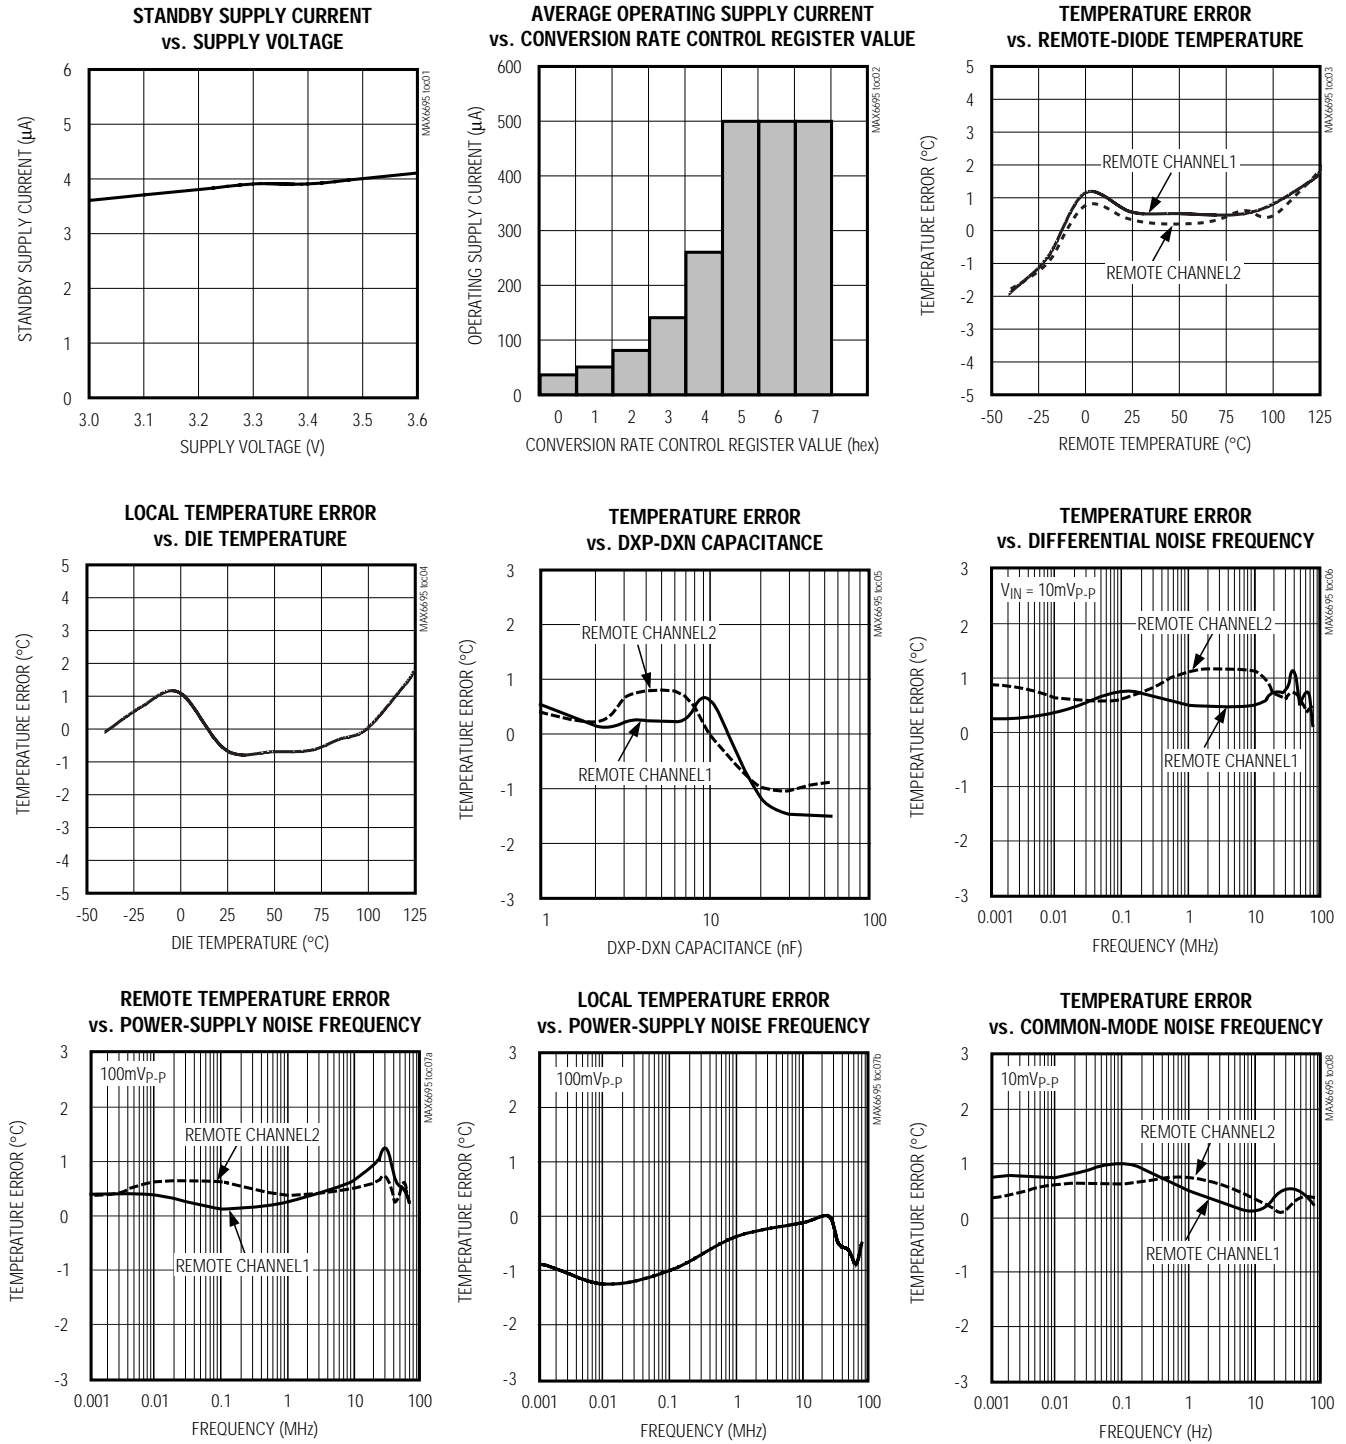 STANDBY SUPPLY CURRENT
vs. SUPPLY VOLTAGE
6
5
4
3
2
1
0
STANDBY SUPPLY CURRENT (µA)
3.0 3.1 3.2 3.3 3.4 3.5 3.6
SUPPLY VOLTAGE (V)
MAX6695 toc01
AVERAGE OPERATING SUPPLY CURRENT
vs. CONVERSION RATE CONTROL REGISTER VALUE
600
500
400
300
200
100
0
OPERATING SUPPLY CURRENT (µA)
0 1 2 3 4 5 6 7
CONVERSION RATE CONTROL REGISTER VALUE (hex)
MAX6695 toc02
TEMPERATURE ERROR
vs. REMOTE-DIODE TEMPERATURE
5
4
3
2
1
0
-1
-2
-3
-4
-5
TEMPERATURE ERROR (°C)
REMOTE CHANNEL1
REMOTE CHANNEL2
-50 -25 0 25 50 75 100 125
REMOTE TEMPERATURE (°C)
MAX6695 toc03
LOCAL TEMPERATURE ERROR
vs. DIE TEMPERATURE
5
4
3
2
1
0
-1
-2
-3
-4
-5
TEMPERATURE ERROR (°C)
-50 -25 0 25 50 75 100 125
DIE TEMPERATURE (°C)
MAX6695 toc04
TEMPERATURE ERROR
vs. DXP-DXN CAPACITANCE
3
2
1
0
-1
-2
-3
TEMPERATURE ERROR (°C)
REMOTE CHANNEL2
REMOTE CHANNEL1
1 10 100
DXP-DXN CAPACITANCE (nF)
MAX6695 toc05
TEMPERATURE ERROR
vs. DIFFERENTIAL NOISE FREQUENCY
3
2
1
0
-1
-2
-3
TEMPERATURE ERROR (°C)
VIN = 10mVP-P
REMOTE CHANNEL2
REMOTE CHANNEL1
0.001 0.01 0.1 1 10 100
FREQUENCY (MHz)
MAX6695 toc06
REMOTE TEMPERATURE ERROR
vs. POWER-SUPPLY NOISE FREQUENCY
3
2
1
0
-1
-2
-3
TEMPERATURE ERROR (°C)
100mVP-P
REMOTE CHANNEL2
REMOTE CHANNEL1
0.001 0.01 0.1 1 10 100
FREQUENCY (MHz)
MAX6695 toc07a
LOCAL TEMPERATURE ERROR
vs. POWER-SUPPLY NOISE FREQUENCY
3
2
1
0
-1
-2
-3
TEMPERATURE ERROR (°C)
100mVP-P
0.001 0.01 0.1 1 10 100
FREQUENCY (MHz)
MAX6695 toc07b
TEMPERATURE ERROR
vs. COMMON-MODE NOISE FREQUENCY
3
2
1
0
-1
-2
-3
TEMPERATURE ERROR (°C)
10mVP-P
REMOTE CHANNEL2
REMOTE CHANNEL1
0.001 0.01 0.1 1 10 100
FREQUENCY (Hz)
MAX6695 toc08